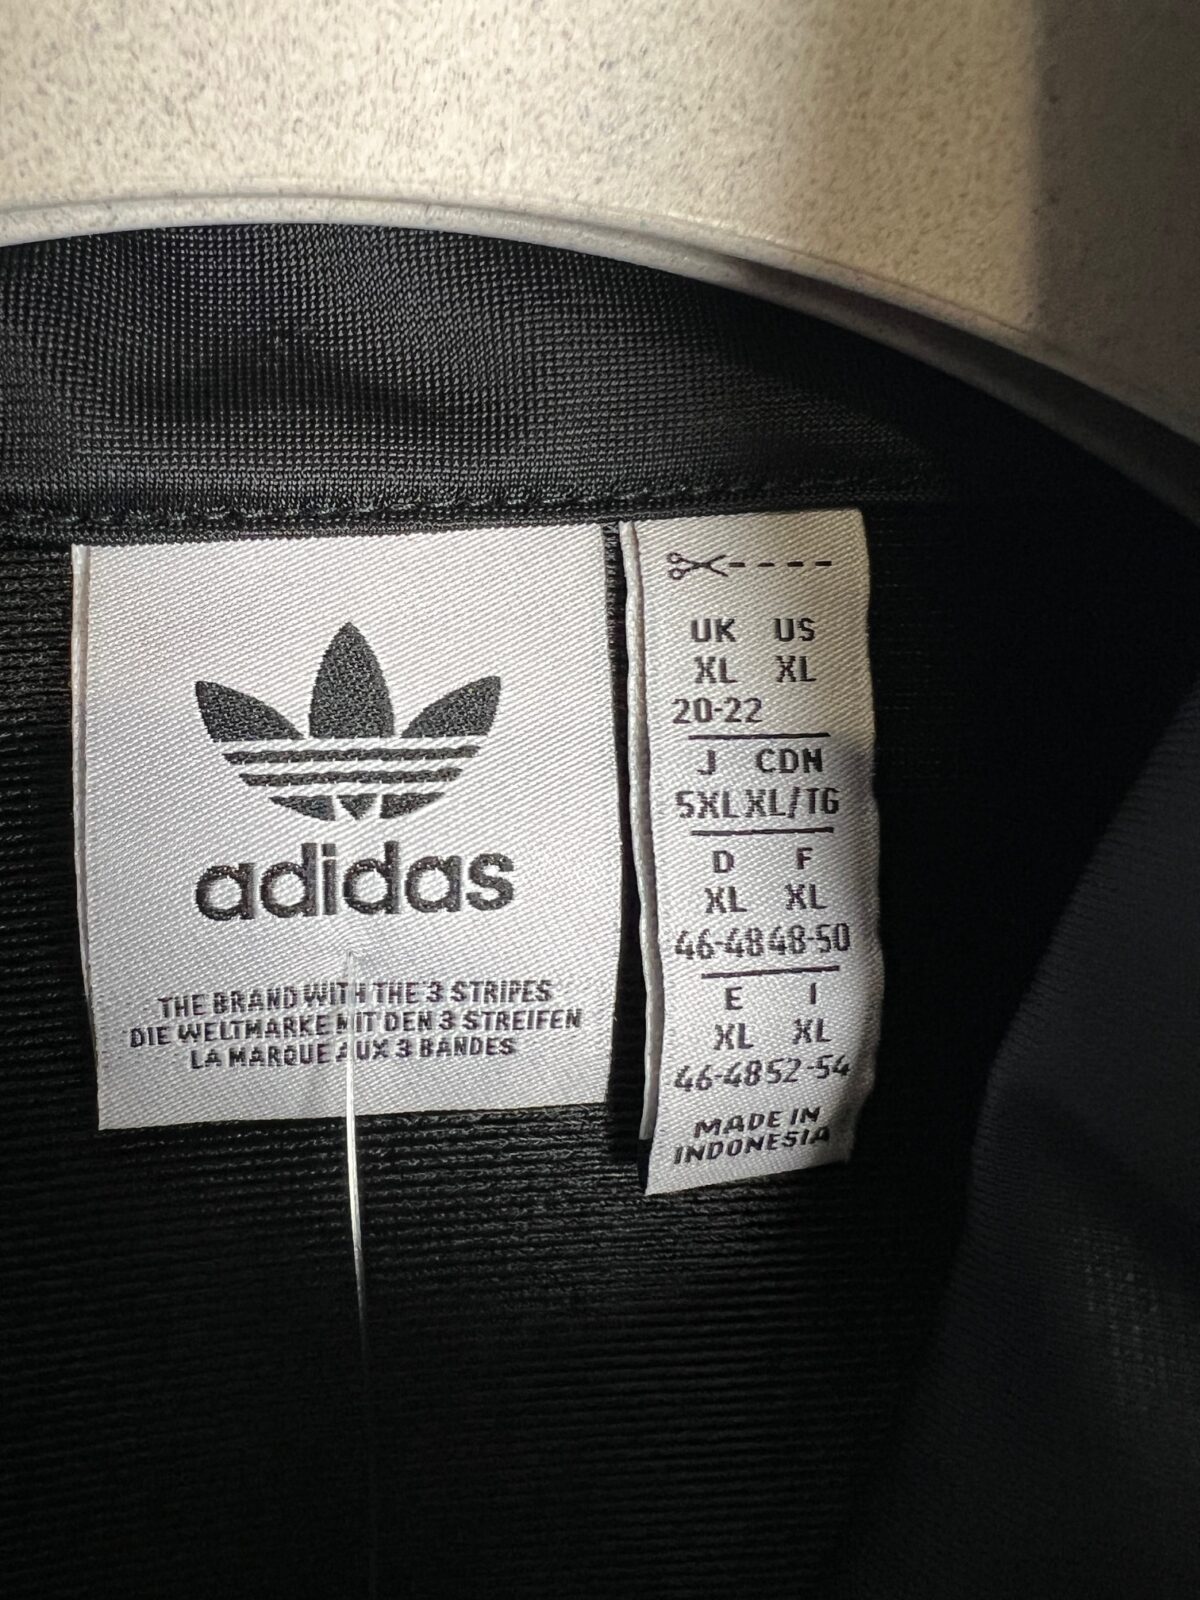 adidas
THE BRAND WITH THE 3 STRIPES
DIE WELTMARKE MIT DEN 3 STREIFEN
LA MARQUE AUX 3 BANDES
UK US
XL XL
20-22
J CDN
5XL XL/TG
D F
XL XL
46-48 48-50
E I
XL XL
46-48 52-54
MADE IN
INDONESIA